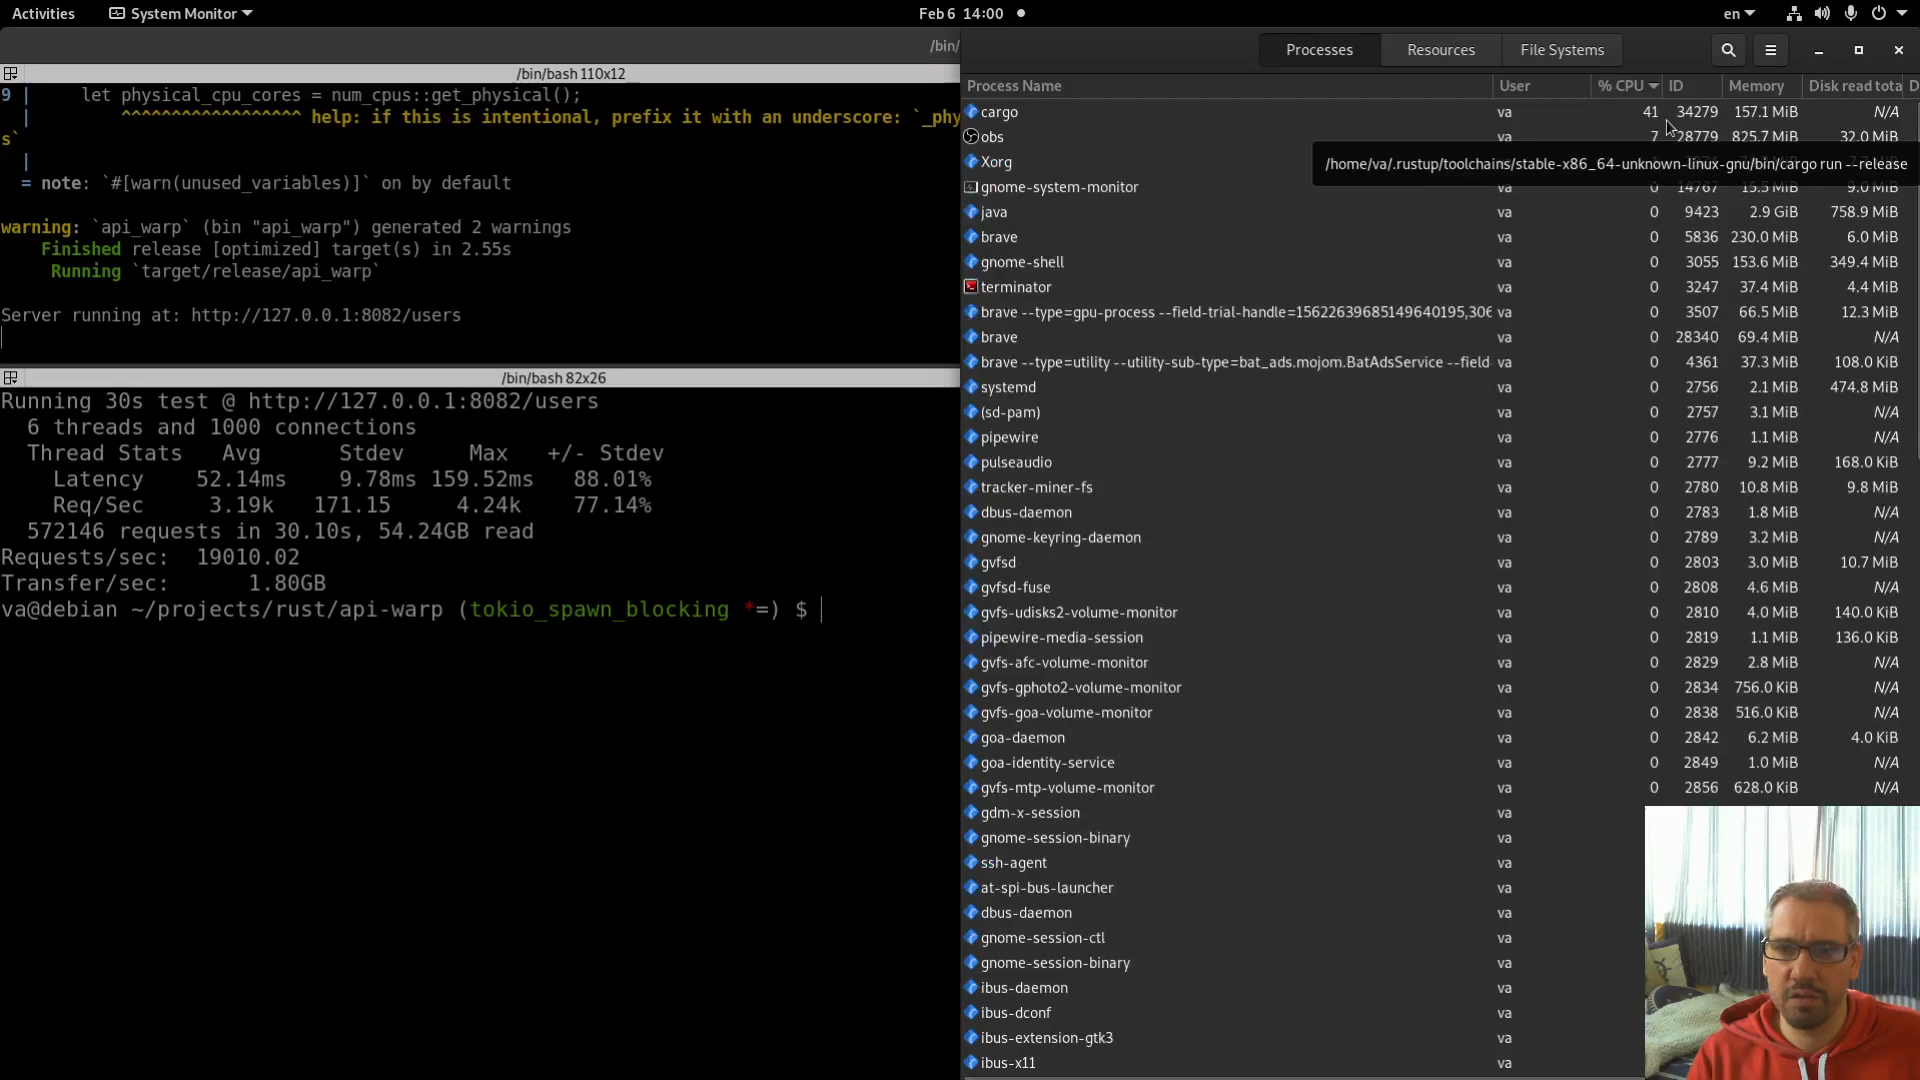 Activities System Monitor Feb 6 14:00 en
/bin/
/bin/bash 110x12
9 | let physical_cpu_cores = num_cpus::get_physical();
| ^^^^^^^^^^^^^^^^^^ help: if this is intentional, prefix it with an underscore: `_phy
s`
|
= note: `#[warn(unused_variables)]` on by default
warning: `api_warp` (bin "api_warp") generated 2 warnings
Finished release [optimized] target(s) in 2.55s
Running `target/release/api_warp`
Server running at: http://127.0.0.1:8082/users
/bin/bash 82x26
Running 30s test @ http://127.0.0.1:8082/users
6 threads and 1000 connections
Thread Stats Avg Stdev Max +/- Stdev
Latency 52.14ms 9.78ms 159.52ms 88.01%
Req/Sec 3.19k 171.15 4.24k 77.14%
572146 requests in 30.10s, 54.24GB read
Requests/sec: 19010.02
Transfer/sec: 1.80GB
va@debian ~/projects/rust/api-warp (tokio_spawn_blocking *=) $
Processes Resources File Systems
Process Name User % CPU ID Memory Disk read tota D
cargo va 41 34279 157.1 MiB N/A
obs va 7 28779 825.7 MiB 32.0 MiB
Xorg
/home/va/.rustup/toolchains/stable-x86_64-unknown-linux-gnu/bin/cargo run --release
gnome-system-monitor va 0 14767 15.5 MiB 9.0 MiB
java va 0 9423 2.9 GiB 758.9 MiB
brave va 0 5836 230.0 MiB 6.0 MiB
gnome-shell va 0 3055 153.6 MiB 349.4 MiB
terminator va 0 3247 37.4 MiB 4.4 MiB
brave --type=gpu-process --field-trial-handle=15622639685149640195,306 va 0 3507 66.5 MiB 12.3 MiB
brave va 0 28340 69.4 MiB N/A
brave --type=utility --utility-sub-type=bat_ads.mojom.BatAdsService --field- va 0 4361 37.3 MiB 108.0 KiB
systemd va 0 2756 2.1 MiB 474.8 MiB
(sd-pam) va 0 2757 3.1 MiB N/A
pipewire va 0 2776 1.1 MiB N/A
pulseaudio va 0 2777 9.2 MiB 168.0 KiB
tracker-miner-fs va 0 2780 10.8 MiB 9.8 MiB
dbus-daemon va 0 2783 1.8 MiB N/A
gnome-keyring-daemon va 0 2789 3.2 MiB N/A
gvfsd va 0 2803 3.0 MiB 10.7 MiB
gvfsd-fuse va 0 2808 4.6 MiB N/A
gvfs-udisks2-volume-monitor va 0 2810 4.0 MiB 140.0 KiB
pipewire-media-session va 0 2819 1.1 MiB 136.0 KiB
gvfs-afc-volume-monitor va 0 2829 2.8 MiB N/A
gvfs-gphoto2-volume-monitor va 0 2834 756.0 KiB N/A
gvfs-goa-volume-monitor va 0 2838 516.0 KiB N/A
goa-daemon va 0 2842 6.2 MiB 4.0 KiB
goa-identity-service va 0 2849 1.0 MiB N/A
gvfs-mtp-volume-monitor va 0 2856 628.0 KiB N/A
gdm-x-session va
gnome-session-binary va
ssh-agent va
at-spi-bus-launcher va
dbus-daemon va
gnome-session-ctl va
gnome-session-binary va
ibus-daemon va
ibus-dconf va
ibus-extension-gtk3 va
ibus-x11 va